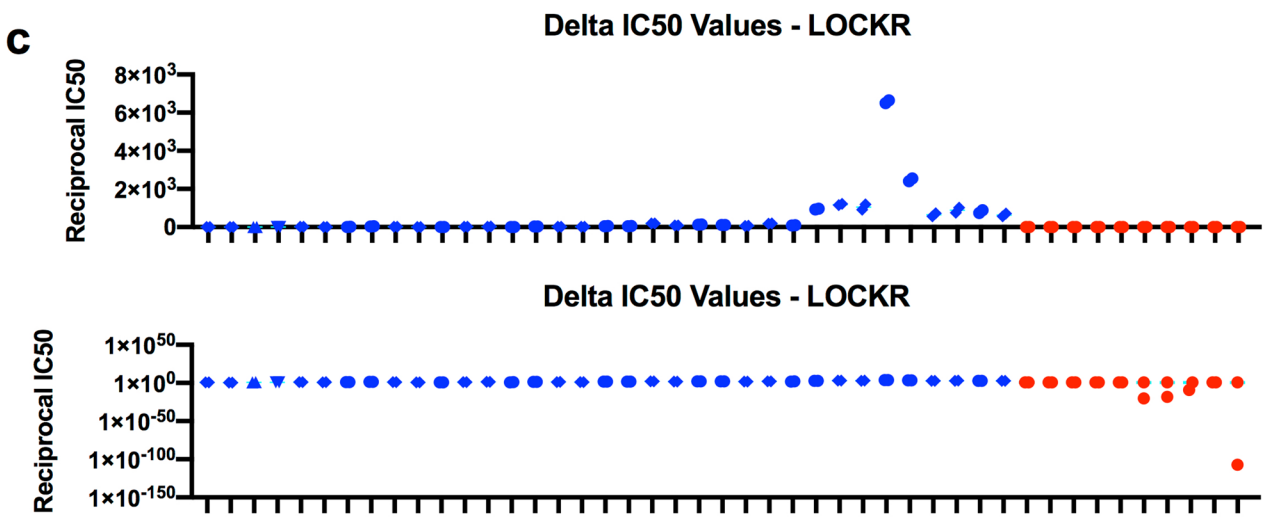 C
Delta IC50 Values - LOCKR
Reciprocal IC50
8×10³
6×10³
4×10³
2×10³
0
Delta IC50 Values - LOCKR
Reciprocal IC50
1×10⁵⁰
1×10⁰
1×10⁻⁵⁰
1×10⁻¹⁰⁰
1×10⁻¹⁵⁰